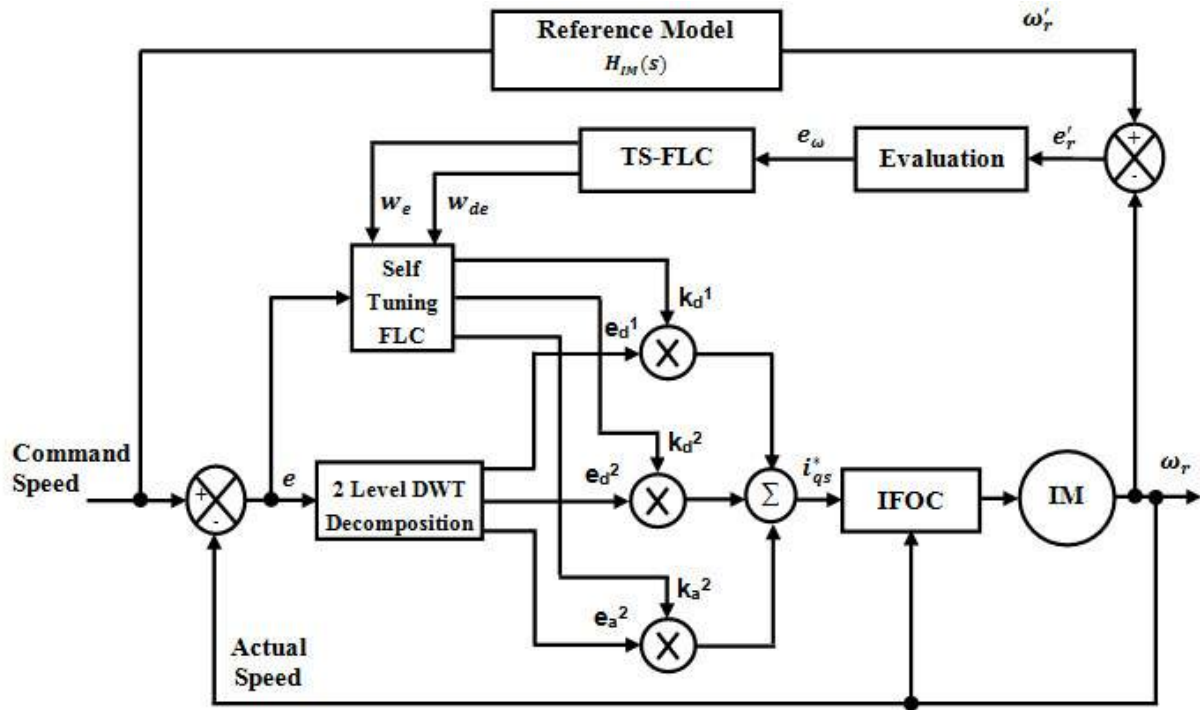 Reference Model
H_IM(s)
ω′_r
+
-
e′_r
Evaluation
e_ω
TS-FLC
w_e
w_de
Self
Tuning
FLC
k_d^1
e_d^1
×
Command
Speed
+
-
e
2 Level DWT
Decomposition
k_d^2
e_d^2
×
Σ
i*_qs
IFOC
IM
ω_r
k_a^2
e_a^2
×
Actual
Speed